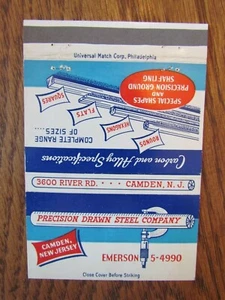 Universal Match Corp., Philadelphia
SPECIAL SHAPES
AND
PRECISION GROUND
SHAFTING
SQUARES
FLATS
HEXAGONS
ROUNDS
COMPLETE RANGE
OF SIZES....
Carbon and Alloy Specifications
3600 RIVER RD. • • • CAMDEN, N. J.
PRECISION DRAWN STEEL COMPANY
CAMDEN,
NEW JERSEY
EMERSON 5-4990
Close Cover Before Striking